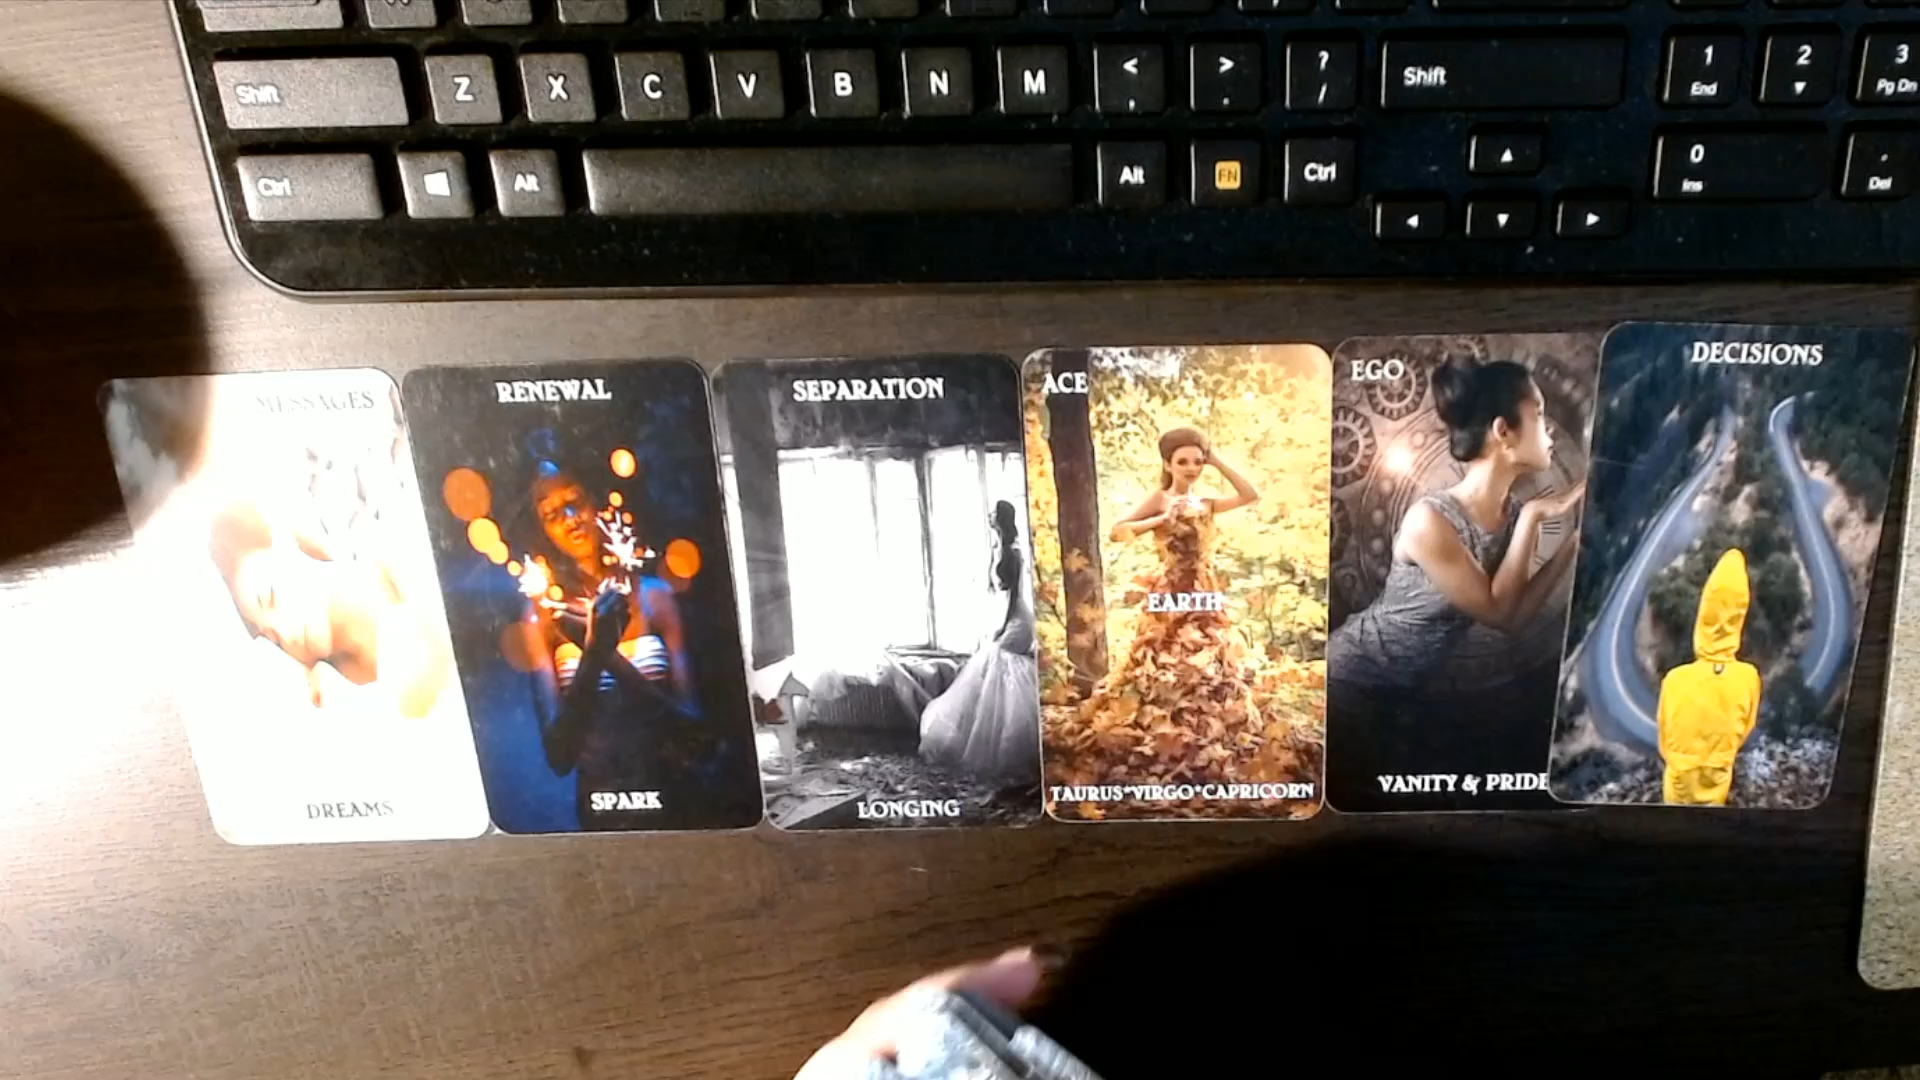 Shift Z X C V B N M < , > . ? / Shift 1 End 2 3 Pg Dn
Ctrl Alt Alt FN Ctrl 0 Ins . Del
MESSAGES
DREAMS
RENEWAL
SPARK
SEPARATION
LONGING
ACE
EARTH
TAURUS*VIRGO*CAPRICORN
EGO
VANITY & PRIDE
DECISIONS